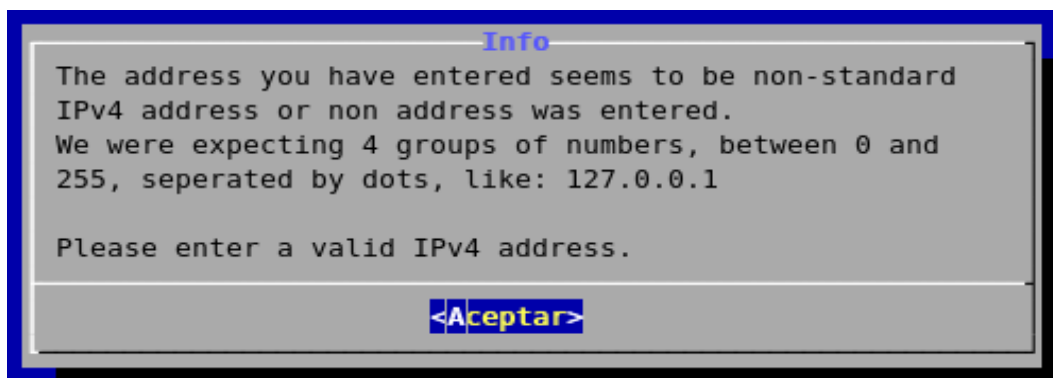 Info
The address you have entered seems to be non-standard
IPv4 address or non address was entered.
We were expecting 4 groups of numbers, between 0 and
255, seperated by dots, like: 127.0.0.1
Please enter a valid IPv4 address.
<Aceptar>